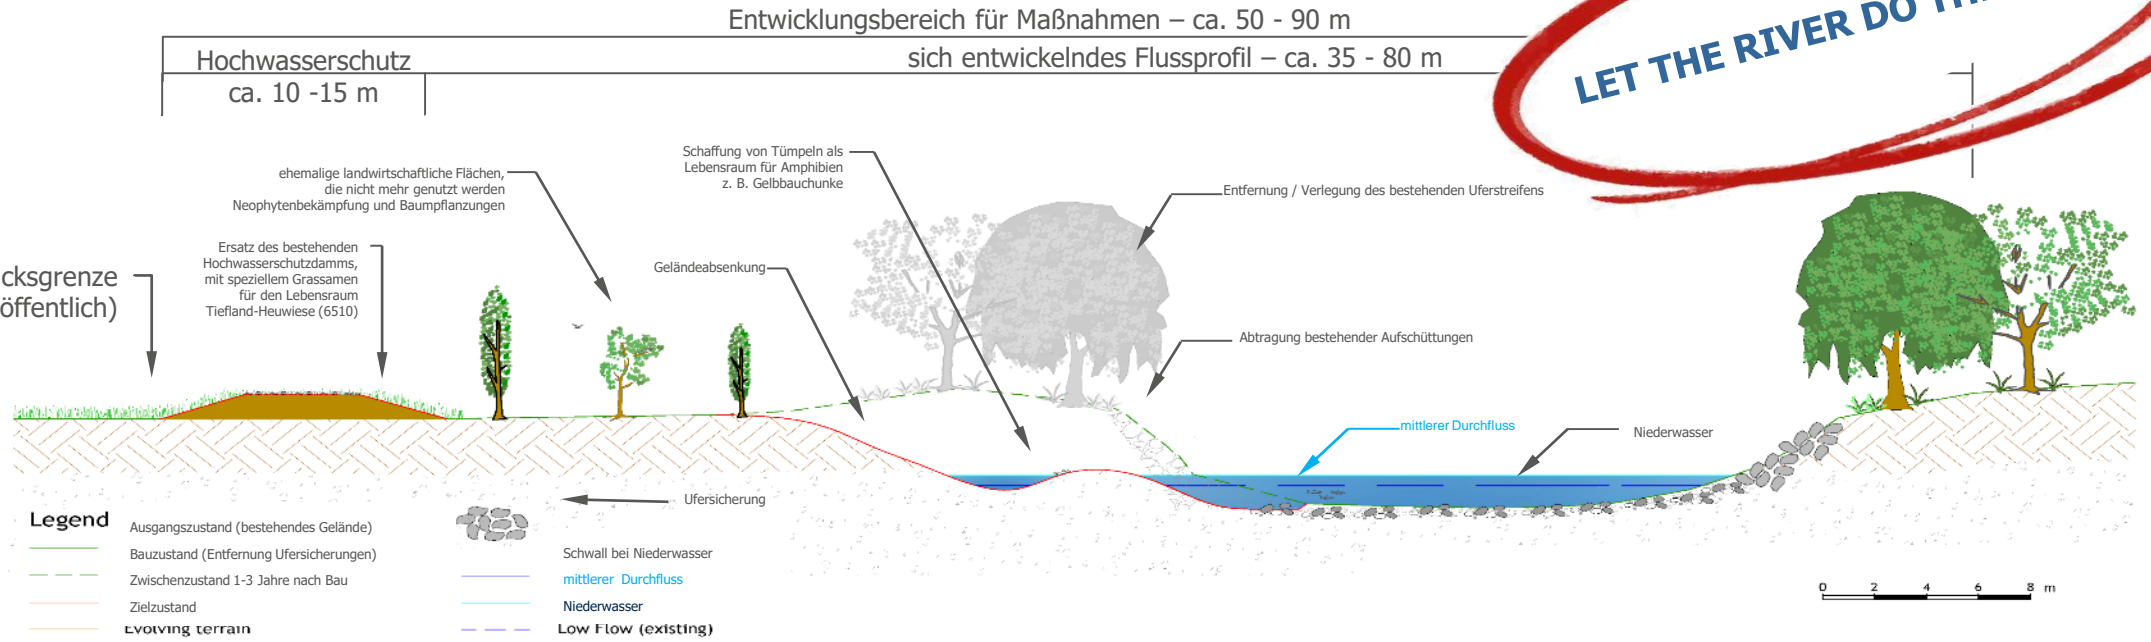 Entwicklungsbereich für Maßnahmen – ca. 50 - 90 m
LET THE RIVER DO
Hochwasserschutz
sich entwickelndes Flussprofil – ca. 35 - 80 m
ca. 10 -15 m
ehemalige landwirtschaftliche Flächen,
die nicht mehr genutzt werden
Neophytenbekämpfung und Baumpflanzungen
Schaffung von Tümpeln als
Lebensraum für Amphibien
z. B. Gelbbauchunke
Entfernung / Verlegung des bestehenden Uferstreifens
cksgrenze
öffentlich)
Ersatz des bestehenden
Hochwasserschutzdamms,
mit speziellem Grassamen
für den Lebensraum
Tiefland-Heuwiese (6510)
Geländeabsenkung
Abtragung bestehender Aufschüttungen
mittlerer Durchfluss
Niederwasser
Ufersicherung
Legend
Ausgangszustand (bestehendes Gelände)
Bauzustand (Entfernung Ufersicherungen)
Zwischenzustand 1-3 Jahre nach Bau
Zielzustand
Evolving terrain
Schwall bei Niederwasser
mittlerer Durchfluss
Niederwasser
Low Flow (existing)
0 2 4 6 8 m